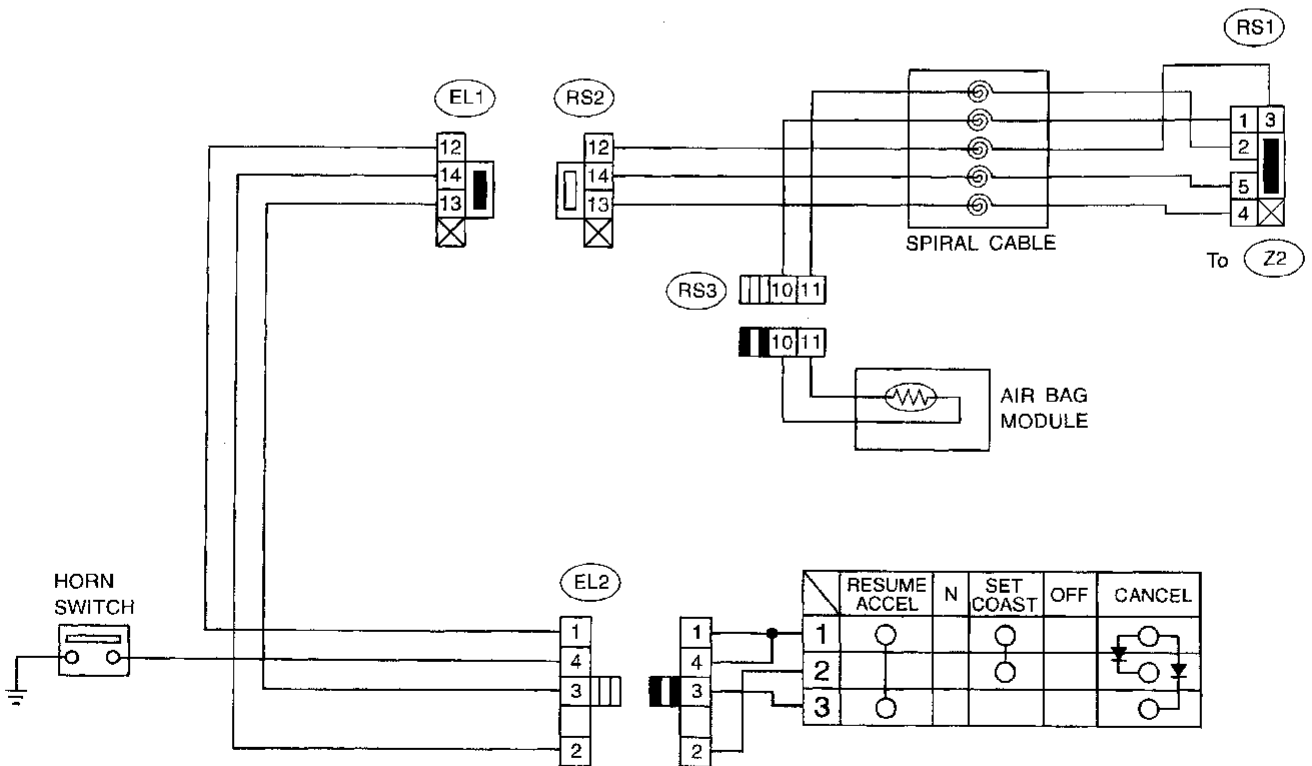 RS1
EL1
RS2
12
14
13
12
14
13
1 3
2
5
4
SPIRAL CABLE
To Z2
RS3
10 11
10 11
AIR BAG
MODULE
HORN
SWITCH
EL2
1
4
3
2
1
4
3
2
RESUME
ACCEL
N
SET
COAST
OFF
CANCEL
1
2
3